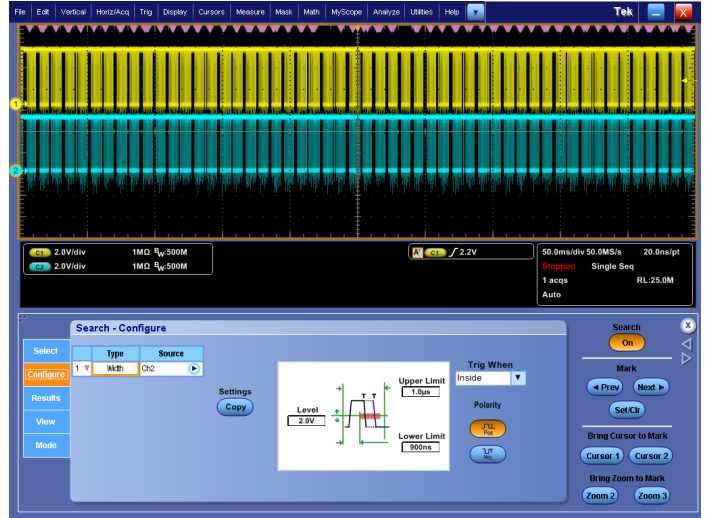 File Edit Vertical Horiz/Acq Trig Display Cursors Measure Mask Math MyScope Analyze Utilities Help Tek X
1
2
C1 2.0V/div 1MΩ BW:500M
C2 2.0V/div 1MΩ BW:500M
A' C1 2.2V
50.0ms/div 50.0MS/s 20.0ns/pt
Stopped Single Seq
1 acqs RL:25.0M
Auto
Search - Configure
Select
Configure
Results
View
Mode
Type Source
1 Width Ch2
Settings
Copy
Level
2.0V
T T
Upper Limit
1.0µs
Lower Limit
900ns
Trig When
Inside
Polarity
Pos
Neg
X
Search
On
Mark
Prev Next
Set/Clr
Bring Cursor to Mark
Cursor 1 Cursor 2
Bring Zoom to Mark
Zoom 2 Zoom 3